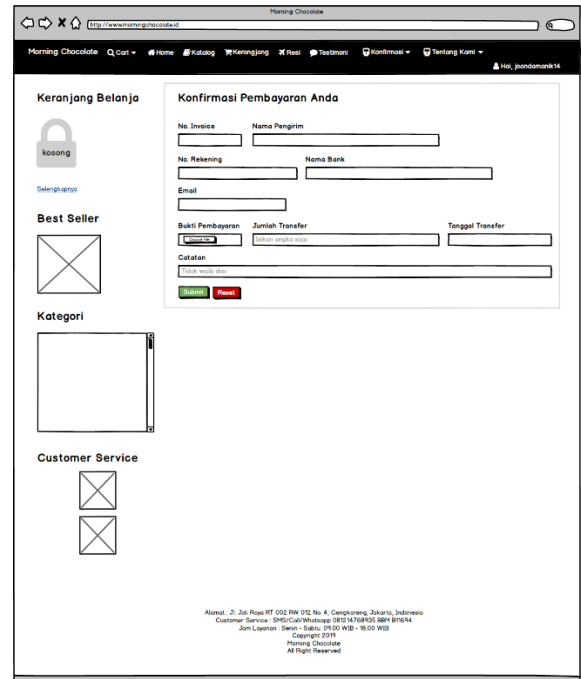 Morning Chocolate
http://www.morningchocolate.id
Morning Chocolate Cari Home Katalog Kerangjang Resi Testimoni Konfirmasi Tentang Kami
Hai, joandamanik14
Keranjang Belanja
kosong
Selengkapnya
Best Seller
Kategori
Customer Service
Konfirmasi Pembayaran Anda
No. Invoice Nama Pengirim
No. Rekening Nama Bank
Email
Bukti Pembayaran Jumlah Transfer Tanggal Transfer
Choose File Isikan angka saja
Catatan
Tidak wajib diisi
Submit Reset
Alamat : Jl. Jati Raya RT 002 RW 012 No. 4, Cengkareng, Jakarta, Indonesia
Customer Service : SMS/Call/Whatsapp 081214768935 BBM B11694
Jam Layanan : Senin - Sabtu, 09.00 WIB - 16.00 WIB
Copyright 2019
Morning Chocolate
All Right Reserved